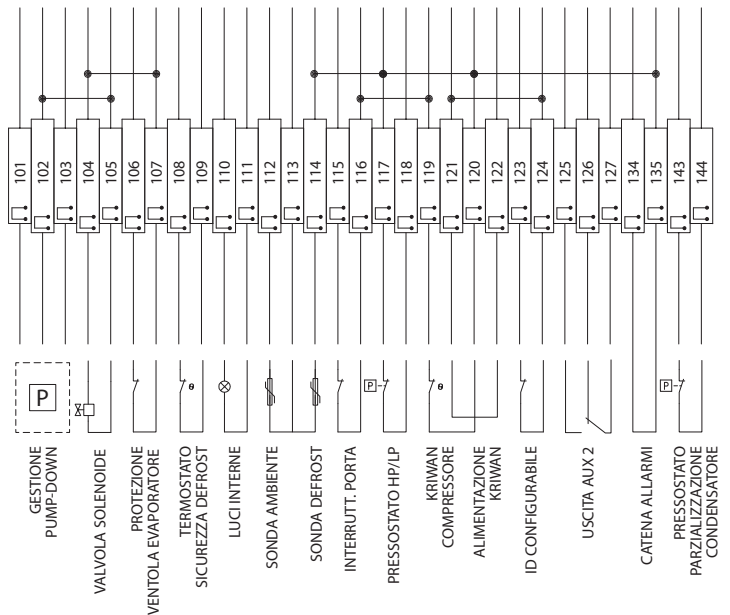 101
102
103
104
105
106
107
108
109
110
111
112
113
114
115
116
117
118
119
121
120
122
123
124
125
126
127
134
135
143
144
P
θ
P
θ
P
GESTIONE
PUMP-DOWN
VALVOLA SOLENOIDE
PROTEZIONE
VENTOLA EVAPORATORE
TERMOSTATO
SICUREZZA DEFROST
LUCI INTERNE
SONDA AMBIENTE
SONDA DEFROST
INTERRUTT. PORTA
PRESSOSTATO HP/LP
KRIWAN
COMPRESSORE
ALIMENTAZIONE
KRIWAN
ID CONFIGURABILE
USCITA AUX 2
CATENA ALLARMI
PRESSOSTATO
PARZIALIZZAZIONE
CONDENSATORE